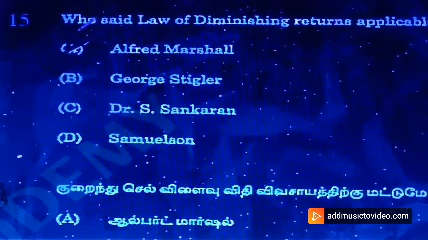 15 Who said Law of Diminishing returns applicabl
(A) Alfred Marshall
(B) George Stigler
(C) Dr. S. Sankaran
(D) Samuelson
குறைந்து செல் விளைவு விதி விவசாயத்திற்கு மட்டுமே
(A) ஆல்பர்ட் மார்ஷல்
addmusictovideo.com